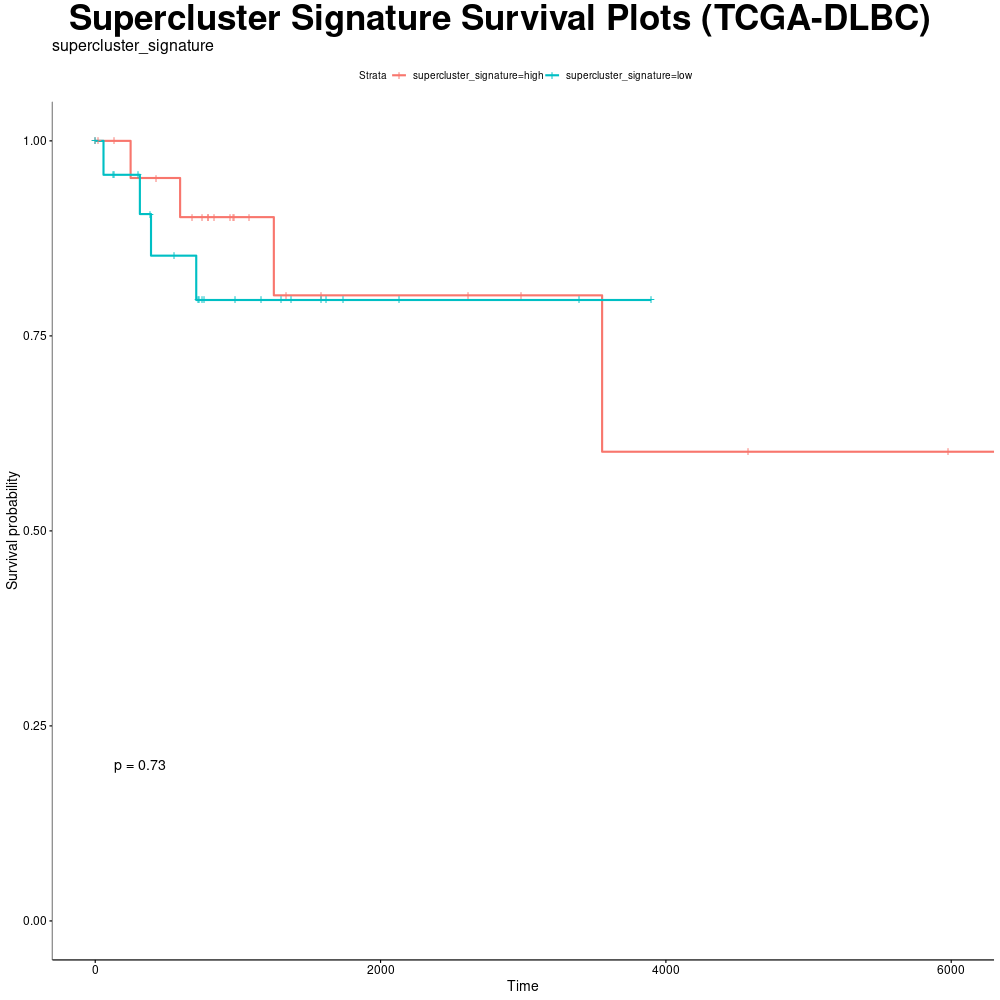 Supercluster Signature Survival Plots (TCGA-DLBC)
supercluster_signature
Strata supercluster_signature=high supercluster_signature=low
1.00
0.75
0.50
0.25
0.00
Survival probability
p = 0.73
0 2000 4000 6000
Time